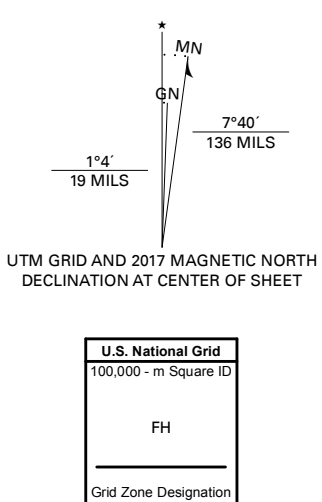 ★
MN
GN
7°40´
136 MILS
1°4´
19 MILS
UTM GRID AND 2017 MAGNETIC NORTH
DECLINATION AT CENTER OF SHEET
U.S. National Grid
100,000 - m Square ID
FH
Grid Zone Designation